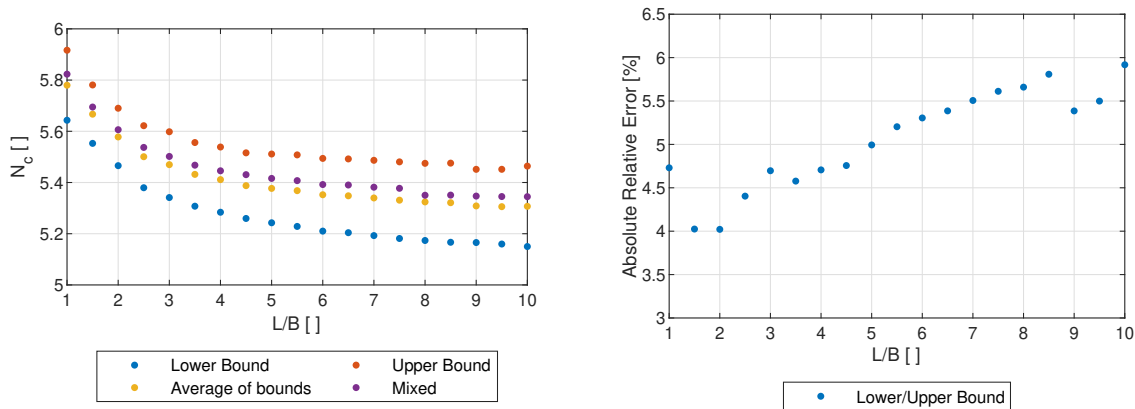 6
5.8
5.6
5.4
5.2
5
N_c [ ]
1 2 3 4 5 6 7 8 9 10
L/B [ ]
Lower Bound Upper Bound
Average of bounds Mixed
6.5
6
5.5
5
4.5
4
3.5
3
Absolute Relative Error [%]
1 2 3 4 5 6 7 8 9 10
L/B [ ]
Lower/Upper Bound